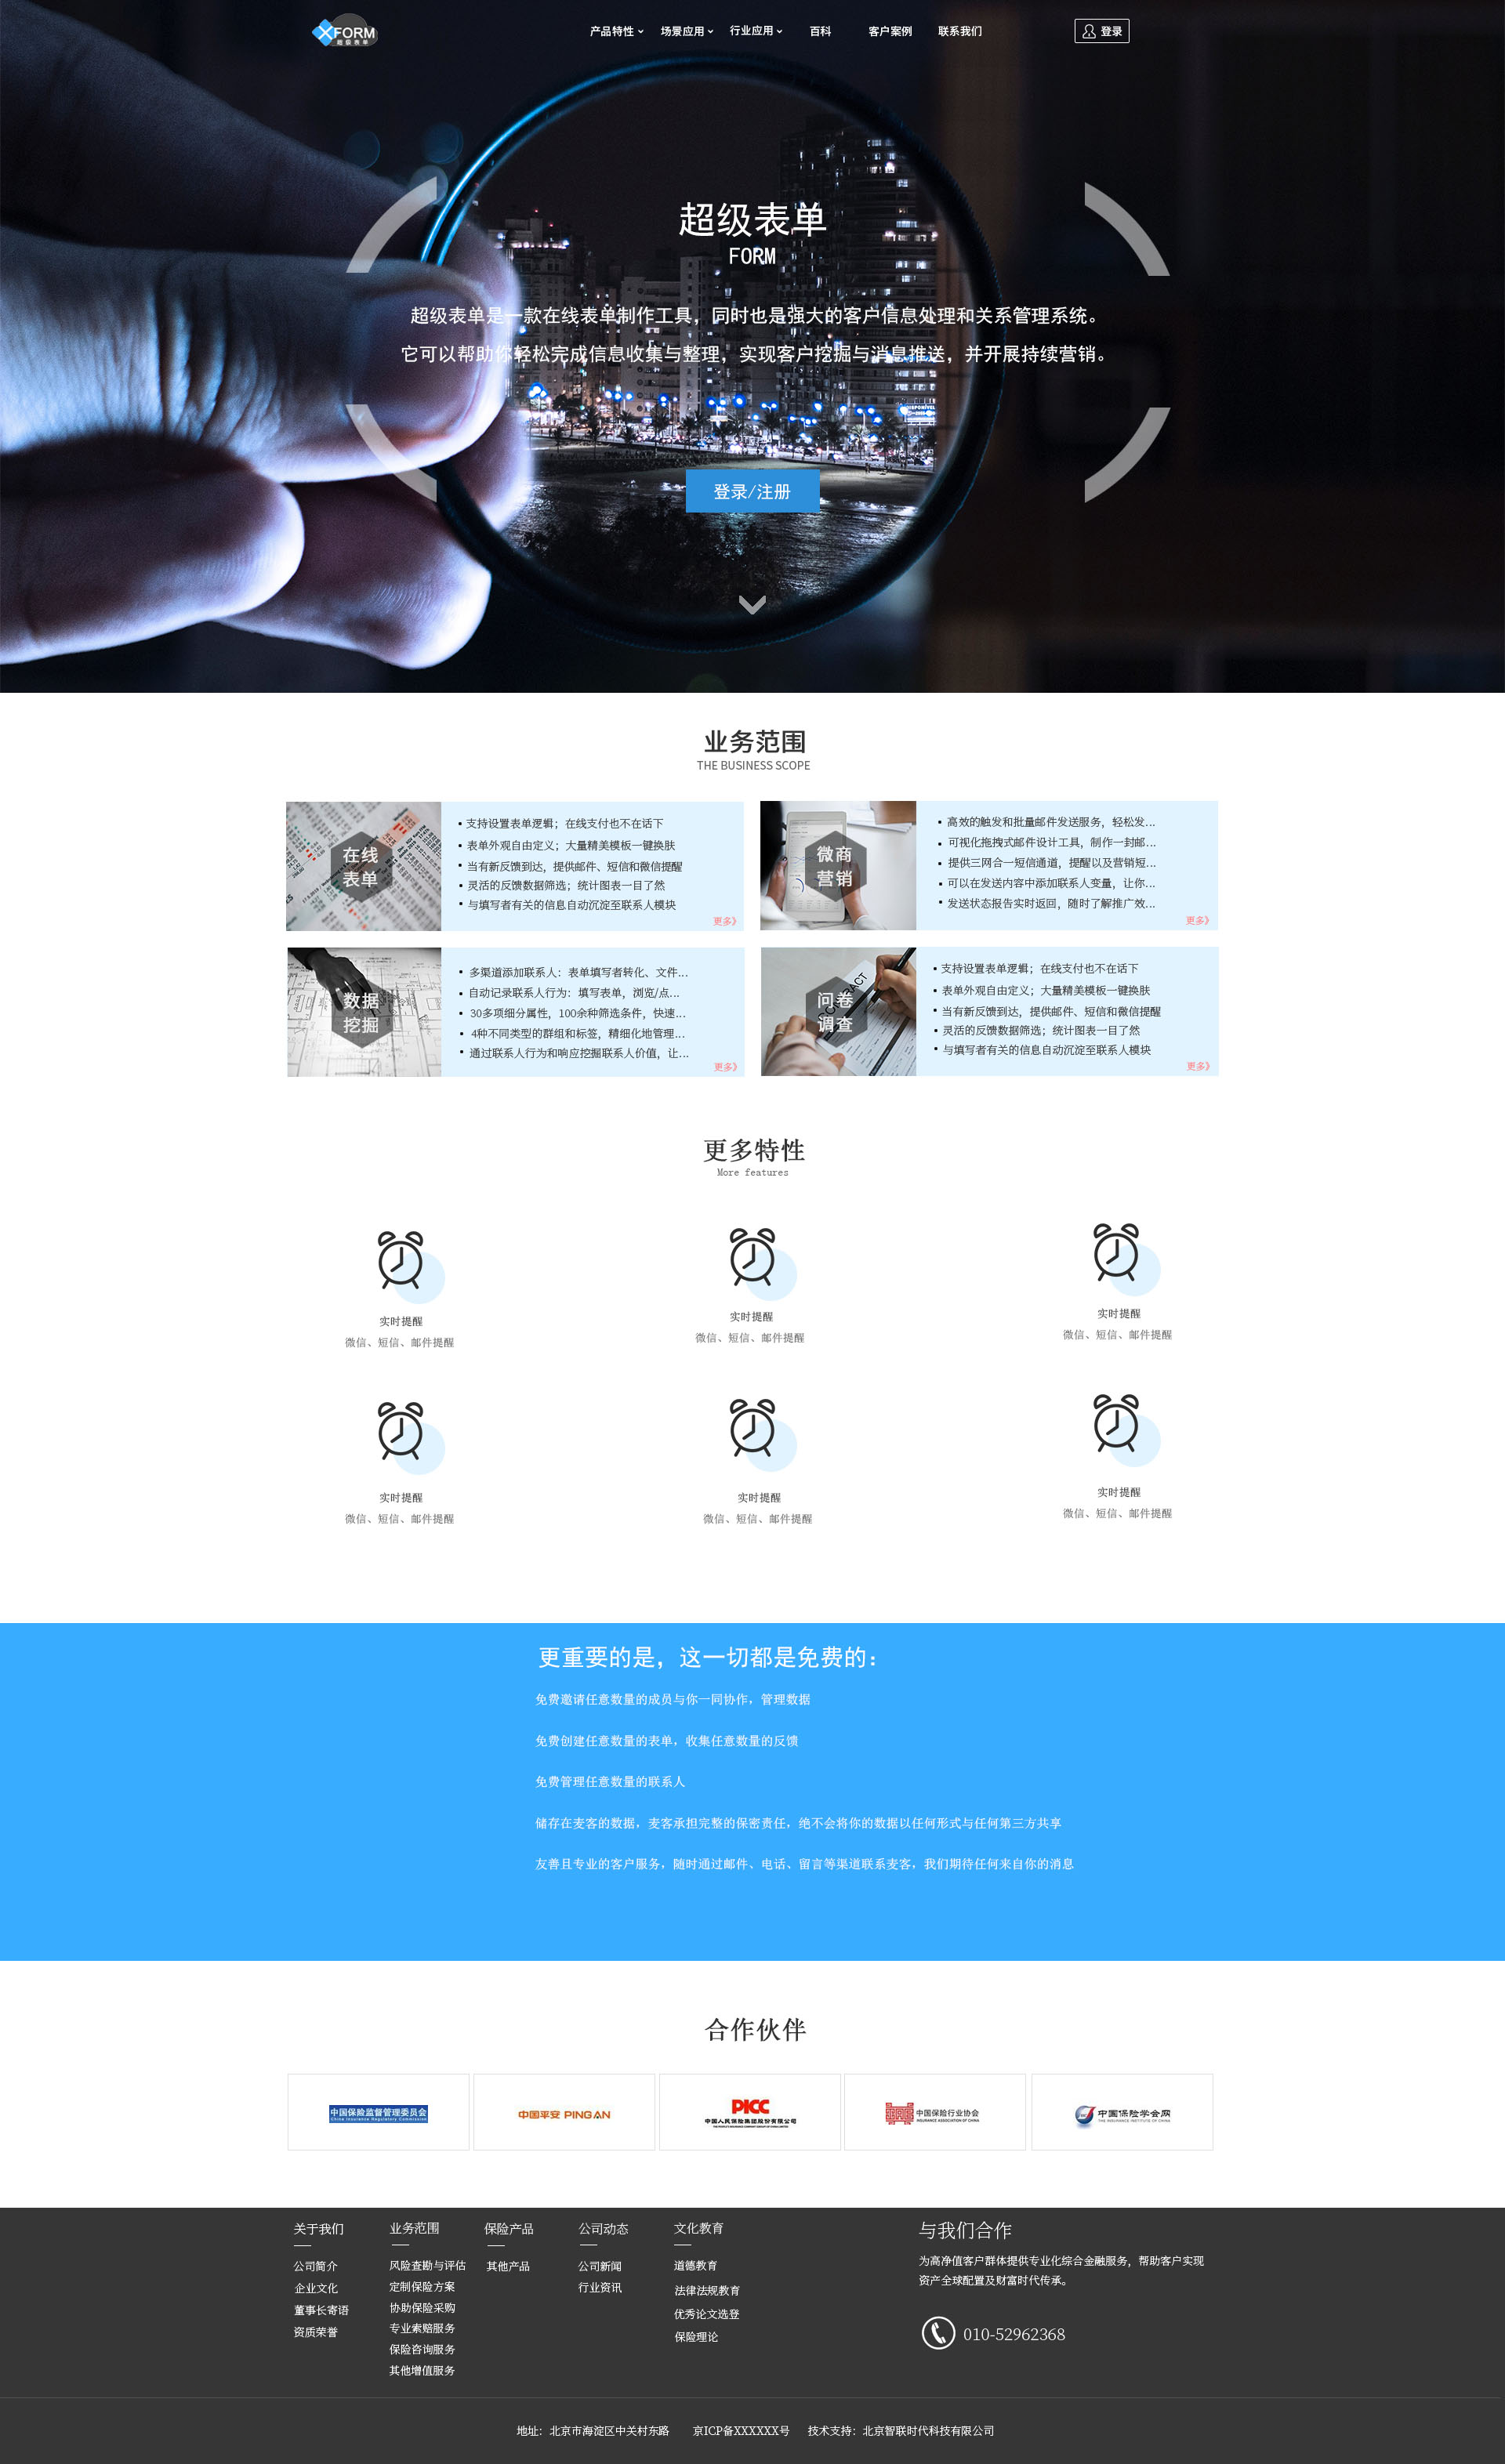 XFORM
超级表单
产品特性
场景应用
行业应用
百科
客户案例
联系我们
登录
超级表单
FORM
超级表单是一款在线表单制作工具，同时也是强大的客户信息处理和关系管理系统。
它可以帮助你轻松完成信息收集与整理，实现客户挖掘与消息推送，并开展持续营销。
登录/注册
业务范围
THE BUSINESS SCOPE
在线
表单
支持设置表单逻辑；在线支付也不在话下
表单外观自由定义；大量精美模板一键换肤
当有新反馈到达，提供邮件、短信和微信提醒
灵活的反馈数据筛选；统计图表一目了然
与填写者有关的信息自动沉淀至联系人模块
更多》
微商
营销
高效的触发和批量邮件发送服务，轻松发...
可视化拖拽式邮件设计工具，制作一封邮...
提供三网合一短信通道，提醒以及营销短...
可以在发送内容中添加联系人变量，让你...
发送状态报告实时返回，随时了解推广效...
更多》
数据
挖掘
多渠道添加联系人：表单填写者转化、文件...
自动记录联系人行为：填写表单，浏览/点...
30多项细分属性，100余种筛选条件，快速...
4种不同类型的群组和标签，精细化地管理...
通过联系人行为和响应挖掘联系人价值，让...
更多》
CONTRACT
问卷
调查
支持设置表单逻辑；在线支付也不在话下
表单外观自由定义；大量精美模板一键换肤
当有新反馈到达，提供邮件、短信和微信提醒
灵活的反馈数据筛选；统计图表一目了然
与填写者有关的信息自动沉淀至联系人模块
更多》
更多特性
More features
实时提醒
微信、短信、邮件提醒
实时提醒
微信、短信、邮件提醒
实时提醒
微信、短信、邮件提醒
实时提醒
微信、短信、邮件提醒
实时提醒
微信、短信、邮件提醒
实时提醒
微信、短信、邮件提醒
更重要的是，这一切都是免费的：
免费邀请任意数量的成员与你一同协作，管理数据
免费创建任意数量的表单，收集任意数量的反馈
免费管理任意数量的联系人
储存在麦客的数据，麦客承担完整的保密责任，绝不会将你的数据以任何形式与任何第三方共享
友善且专业的客户服务，随时通过邮件、电话、留言等渠道联系麦客，我们期待任何来自你的消息
合作伙伴
中国保险监督管理委员会
China Insurance Regulatory Commission
中国平安 PINGAN
PICC
中国人民保险集团股份有限公司
中国保险行业协会
INSURANCE ASSOCIATION OF CHINA
中国保险学会网
THE INSURANCE INSTITUTE OF CHINA
关于我们
公司简介
企业文化
董事长寄语
资质荣誉
业务范围
风险查勘与评估
定制保险方案
协助保险采购
专业索赔服务
保险咨询服务
其他增值服务
保险产品
其他产品
公司动态
公司新闻
行业资讯
文化教育
道德教育
法律法规教育
优秀论文选登
保险理论
与我们合作
为高净值客户群体提供专业化综合金融服务，帮助客户实现
资产全球配置及财富时代传承。
010-52962368
地址：北京市海淀区中关村东路
京ICP备XXXXXX号
技术支持：北京智联时代科技有限公司